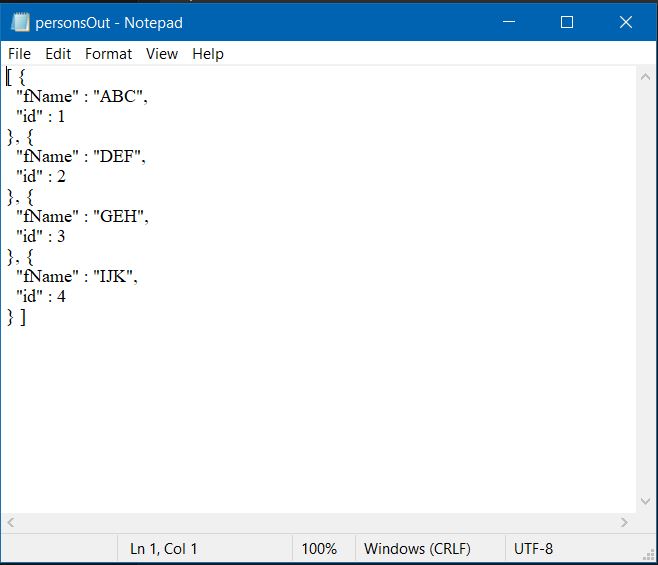 personsOut - Notepad
File Edit Format View Help
[ {
  "fName" : "ABC",
  "id" : 1
}, {
  "fName" : "DEF",
  "id" : 2
}, {
  "fName" : "GEH",
  "id" : 3
}, {
  "fName" : "IJK",
  "id" : 4
} ]
Ln 1, Col 1 100% Windows (CRLF) UTF-8